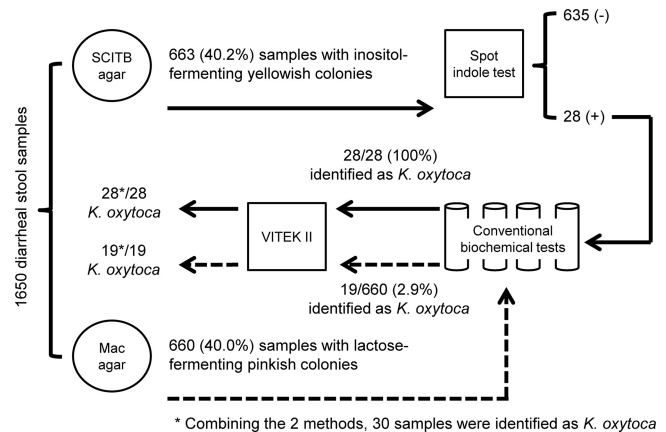 1650 diarrheal stool samples
SCITB
agar
663 (40.2%) samples with inositol-
fermenting yellowish colonies
Spot
indole test
635 (-)
28 (+)
28/28 (100%)
identified as K. oxytoca
28*/28
K. oxytoca
VITEK II
Conventional
biochemical tests
19*/19
K. oxytoca
19/660 (2.9%)
identified as K. oxytoca
Mac
agar
660 (40.0%) samples with lactose-
fermenting pinkish colonies
* Combining the 2 methods, 30 samples were identified as K. oxytoca